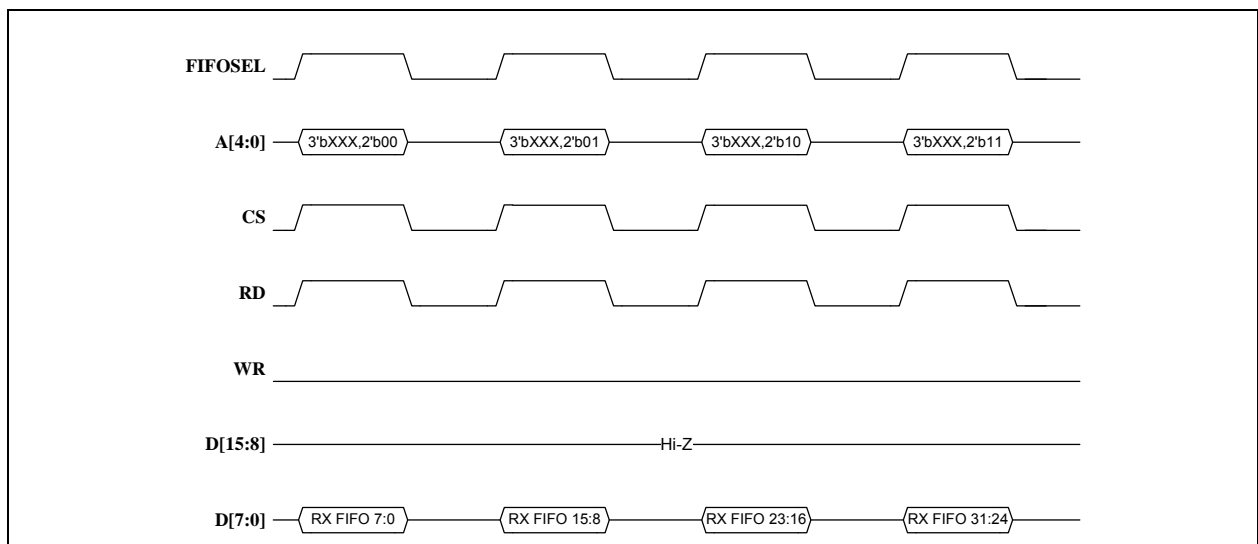 FIFOSEL
A[4:0] 3'bXXX,2'b00 3'bXXX,2'b01 3'bXXX,2'b10 3'bXXX,2'b11
CS
RD
WR
D[15:8] Hi-Z
D[7:0] RX FIFO 7:0 RX FIFO 15:8 RX FIFO 23:16 RX FIFO 31:24